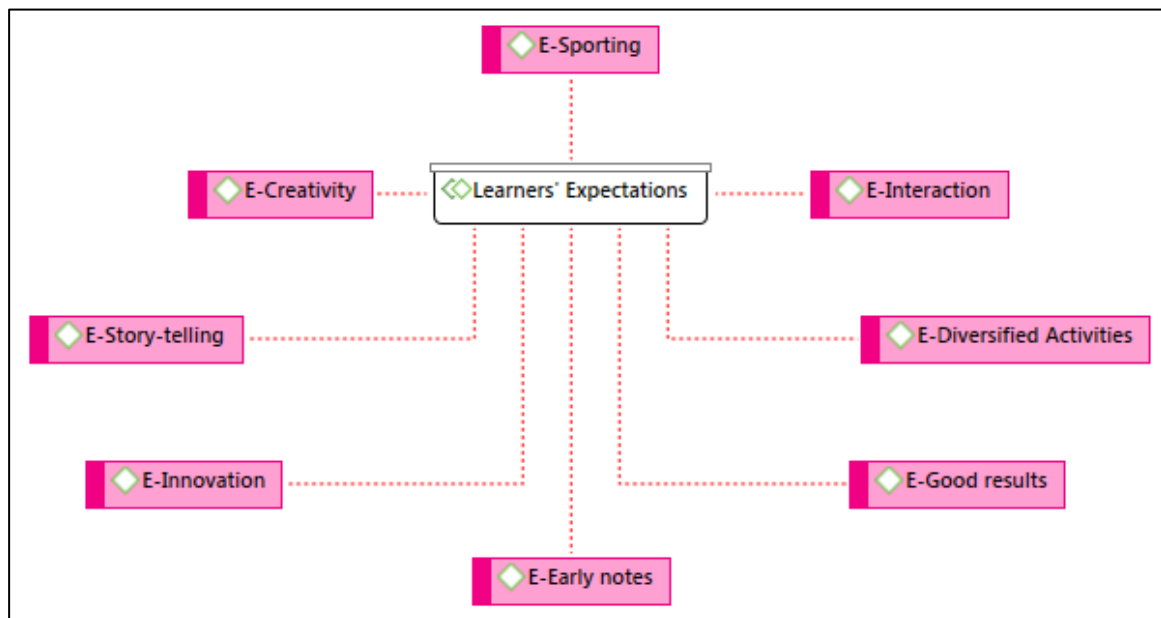 E-Sporting
E-Creativity
Learners' Expectations
E-Interaction
E-Story-telling
E-Diversified Activities
E-Innovation
E-Good results
E-Early notes